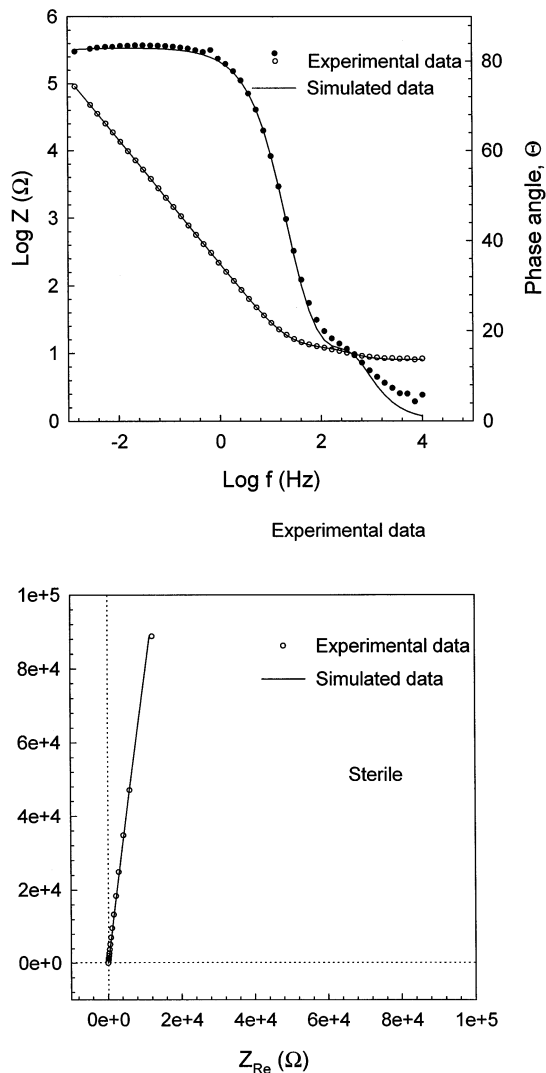 6
5
4
3
2
1
0
Log Z (Ω)
80
60
40
20
0
Phase angle, Θ
Experimental data
Simulated data
-2
0
2
4
Log f (Hz)
Experimental data
1e+5
8e+4
6e+4
4e+4
2e+4
0e+0
Experimental data
Simulated data
Sterile
0e+0 2e+4 4e+4 6e+4 8e+4 1e+5
Z_Re (Ω)